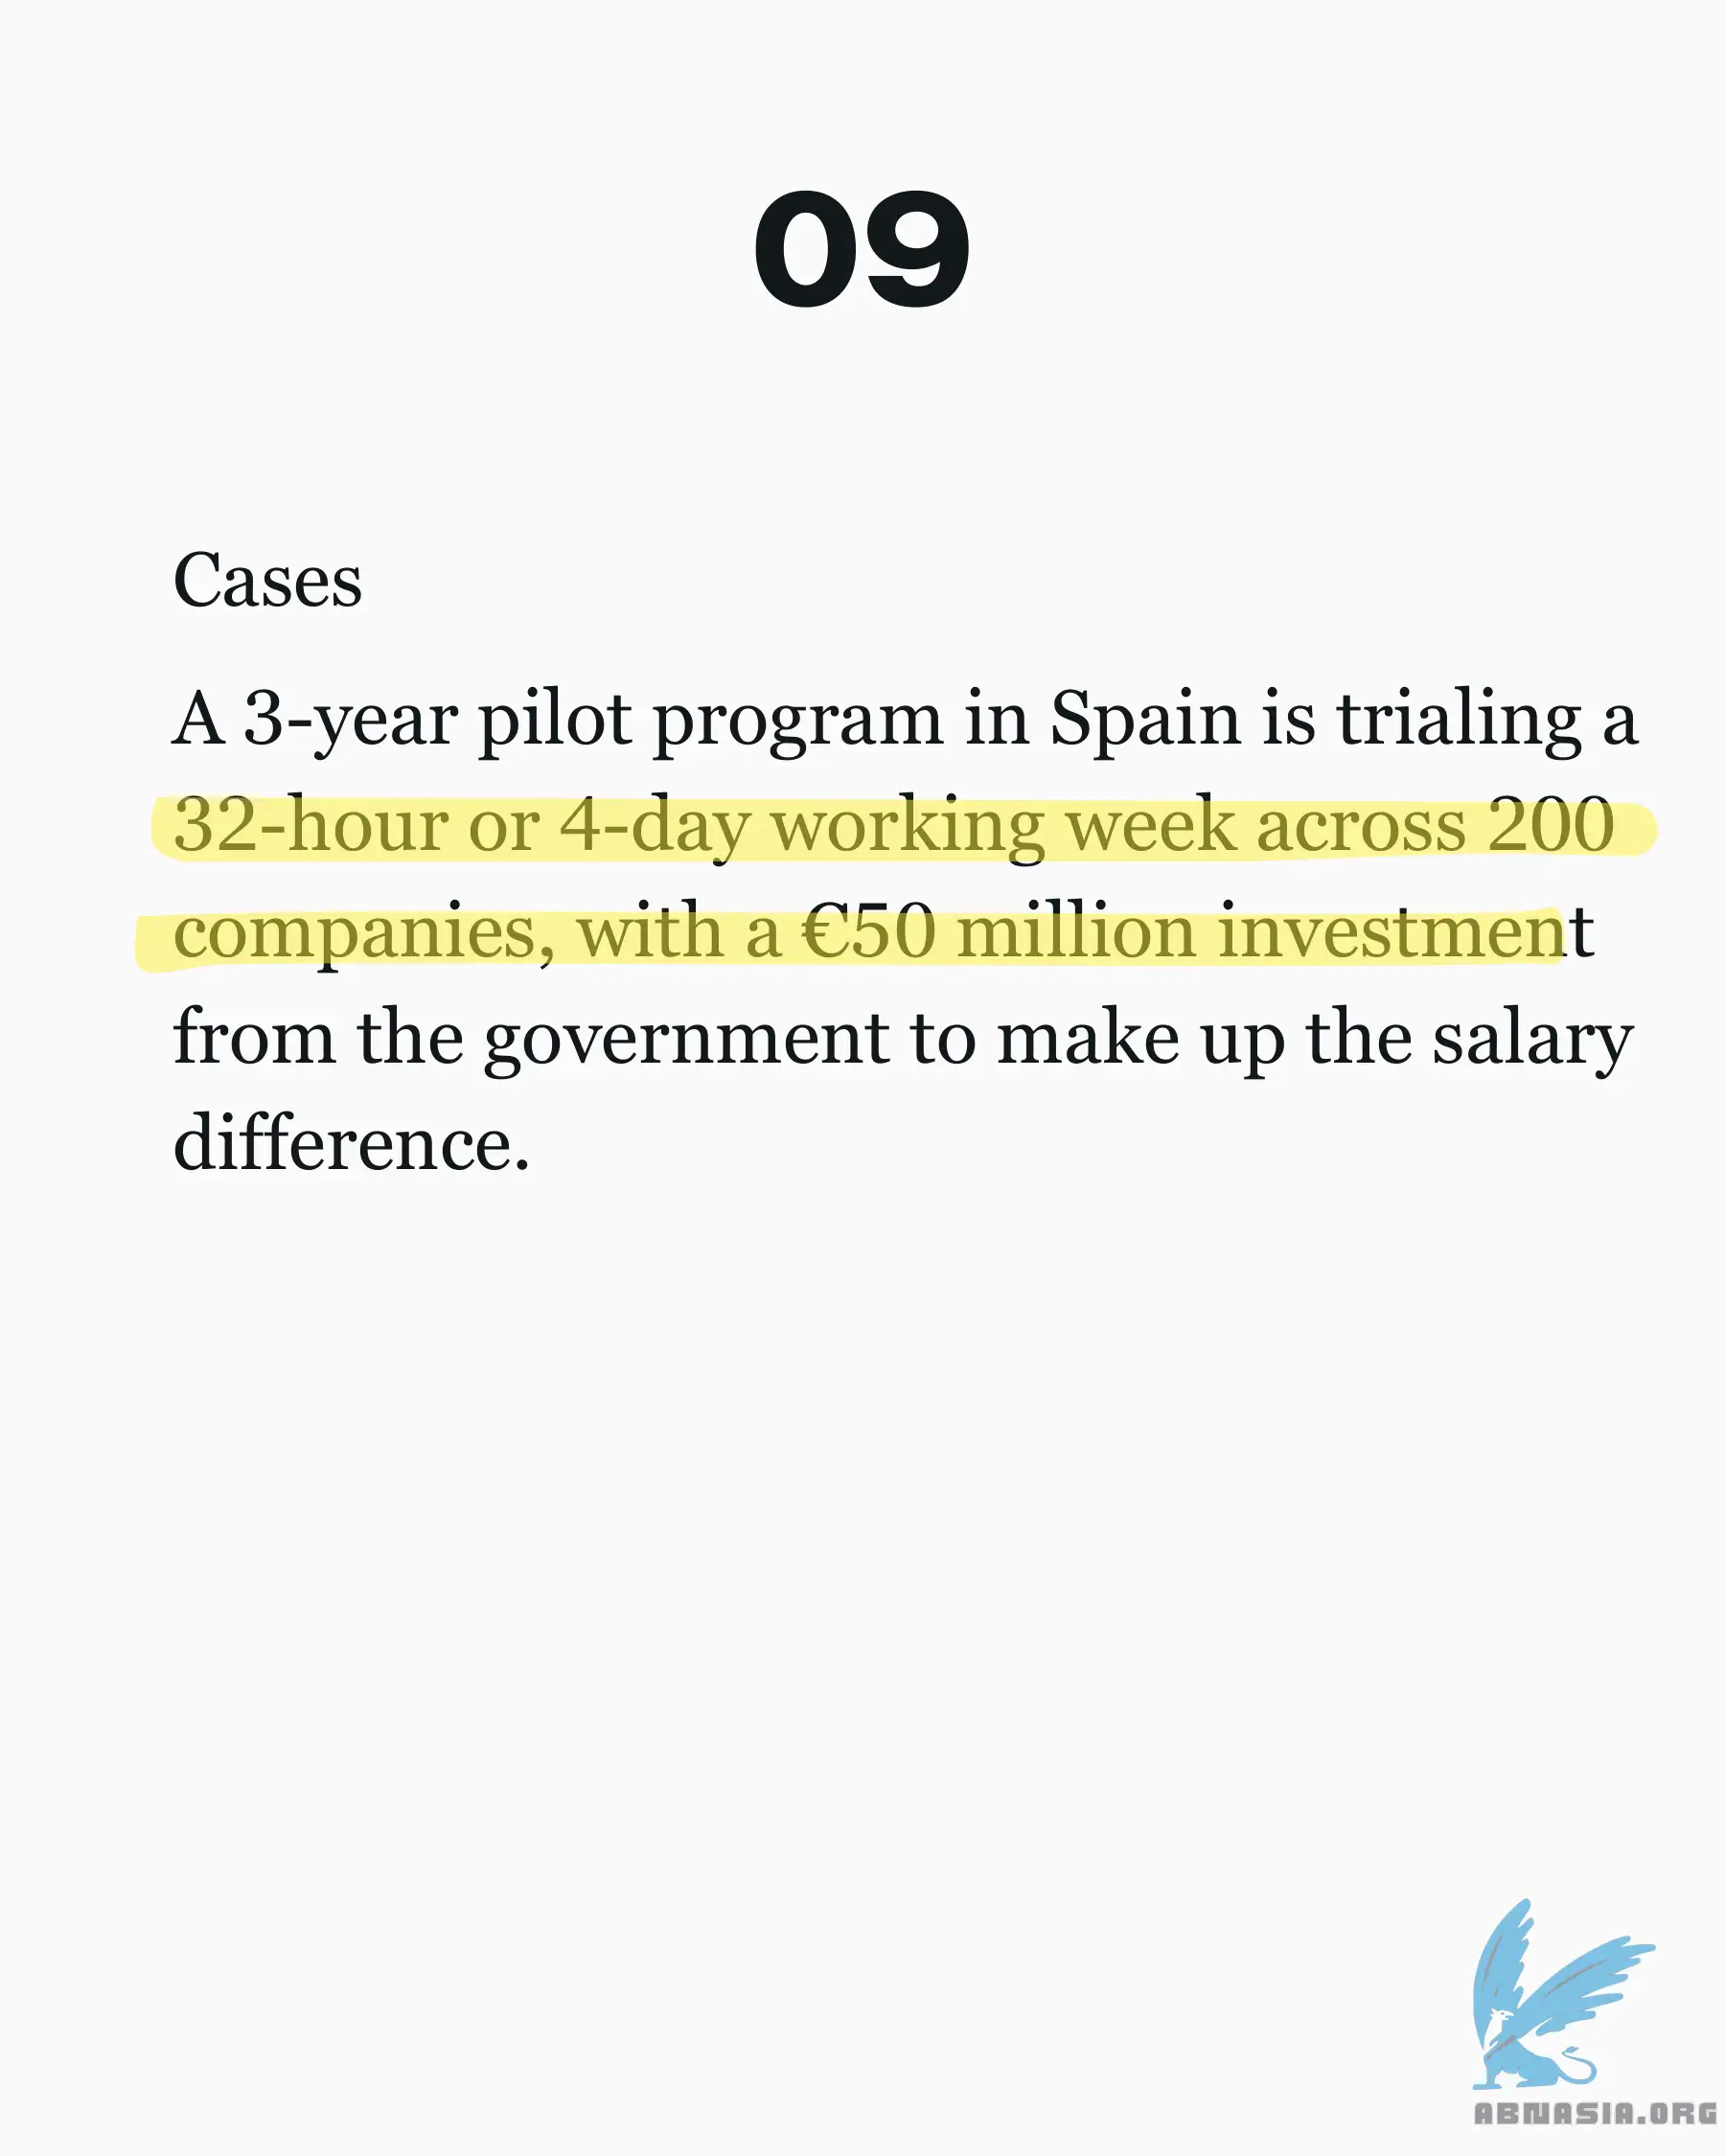 09
Cases
A 3-year pilot program in Spain is trialing a
32-hour or 4-day working week across 200
companies, with a €50 million investment
from the government to make up the salary
difference.
ABNASIA.ORG